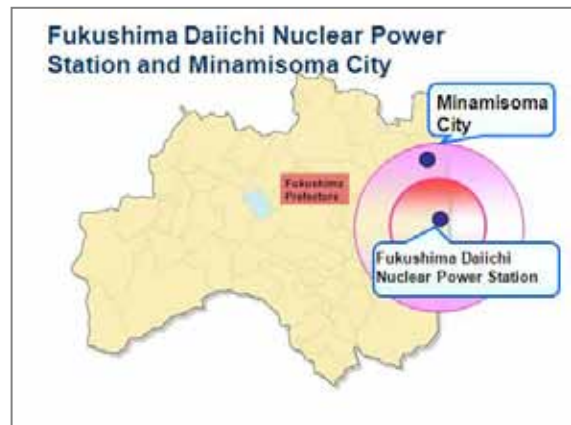 Fukushima Daiichi Nuclear Power
Station and Minamisoma City
Minamisoma
City
Fukushima
Prefecture
Fukushima Daiichi
Nuclear Power Station